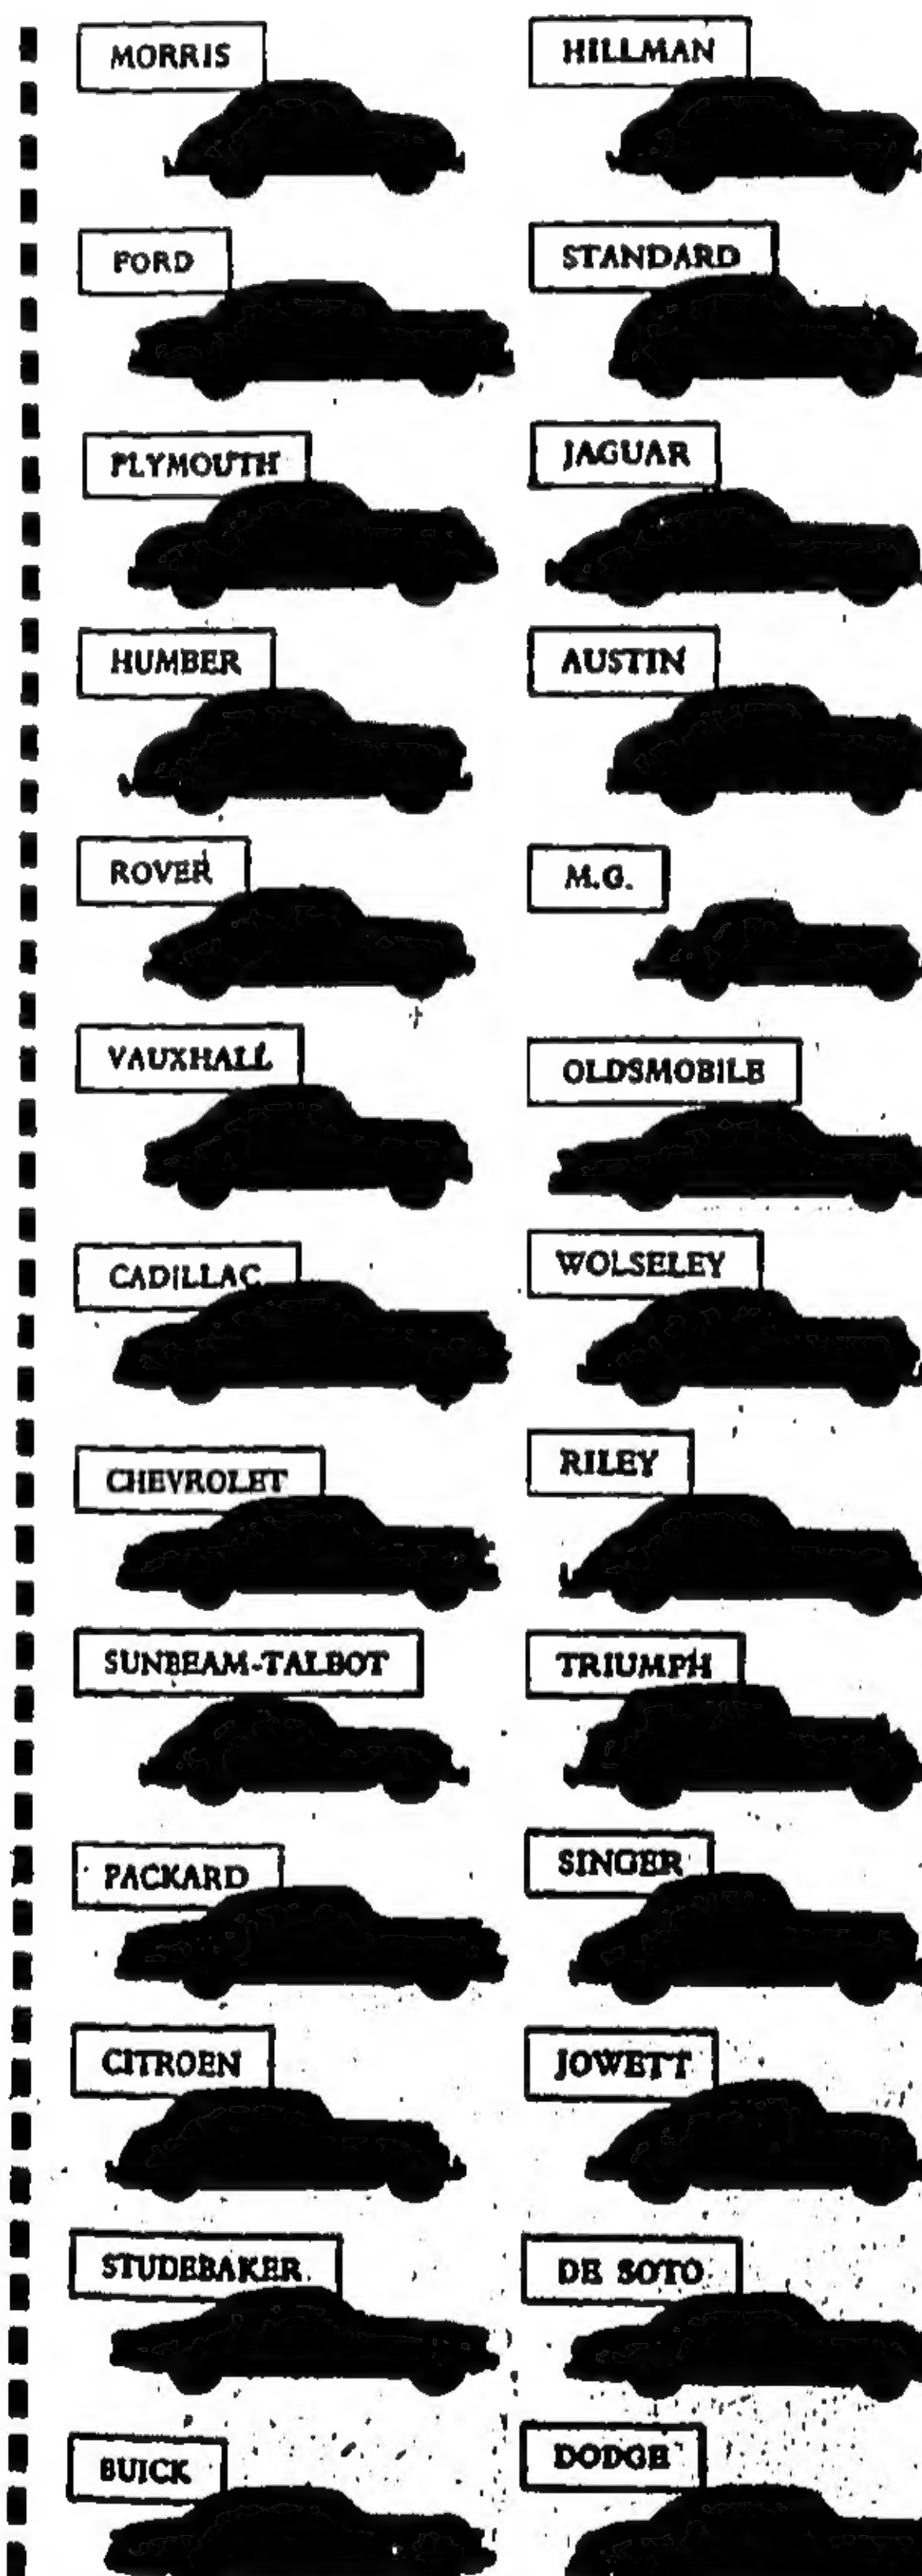 MORRIS
HILLMAN
FORD
STANDARD
PLYMOUTH
JAGUAR
HUMBER
AUSTIN
ROVER
M.G.
VAUXHALL
OLDSMOBILE
CADILLAC
WOLSELEY
CHEVROLET
RILEY
SUNBEAM-TALBOT
TRIUMPH
PACKARD
SINGER
CITROEN
JOWETT
STUDEBAKER
DE SOTO
BUICK
DODGE